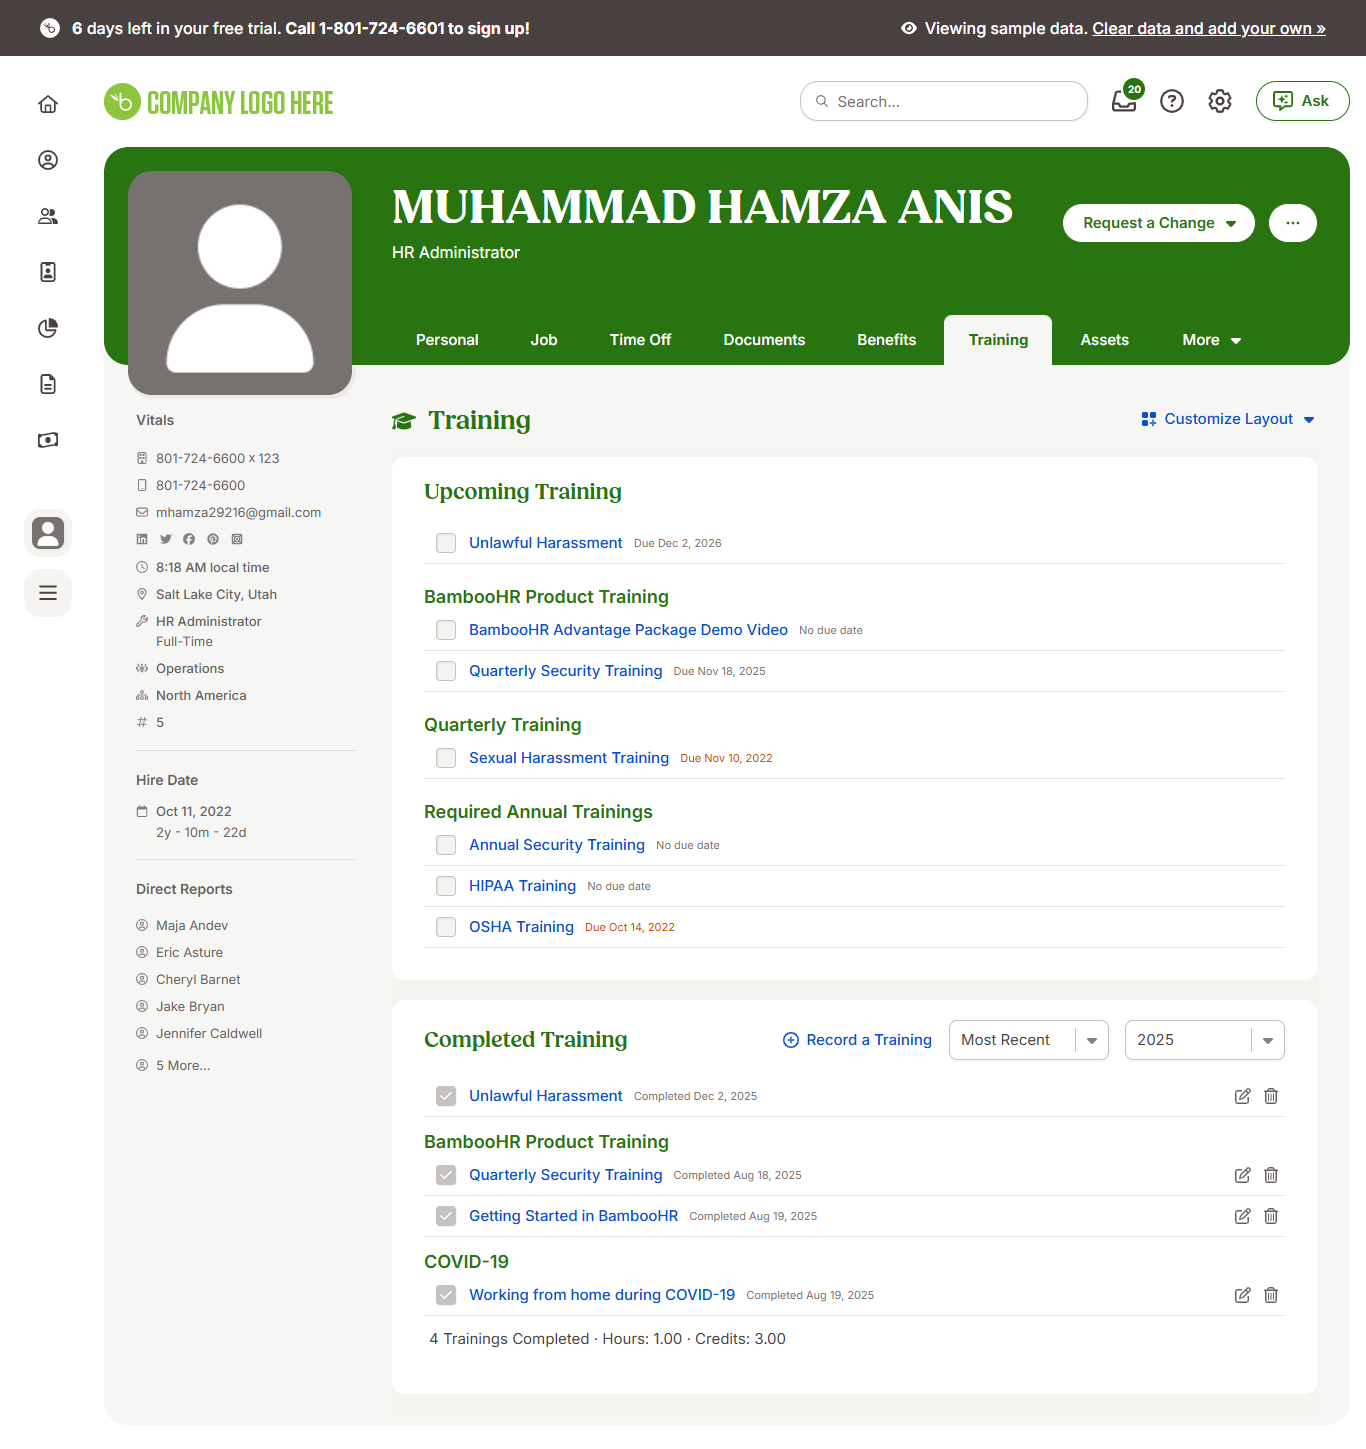 6 days left in your free trial. Call 1-801-724-6601 to sign up!
Viewing sample data. Clear data and add your own »
COMPANY LOGO HERE
Search...
20
Ask
MUHAMMAD HAMZA ANIS
HR Administrator
Request a Change
Personal
Job
Time Off
Documents
Benefits
Training
Assets
More
Vitals
801-724-6600 x 123
801-724-6600
mhamza29216@gmail.com
8:18 AM local time
Salt Lake City, Utah
HR Administrator
Full-Time
Operations
North America
# 5
Hire Date
Oct 11, 2022
2y - 10m - 22d
Direct Reports
Maja Andev
Eric Asture
Cheryl Barnet
Jake Bryan
Jennifer Caldwell
5 More...
Training
Customize Layout
Upcoming Training
Unlawful Harassment Due Dec 2, 2026
BambooHR Product Training
BambooHR Advantage Package Demo Video No due date
Quarterly Security Training Due Nov 18, 2025
Quarterly Training
Sexual Harassment Training Due Nov 10, 2022
Required Annual Trainings
Annual Security Training No due date
HIPAA Training No due date
OSHA Training Due Oct 14, 2022
Completed Training
Record a Training
Most Recent
2025
Unlawful Harassment Completed Dec 2, 2025
BambooHR Product Training
Quarterly Security Training Completed Aug 18, 2025
Getting Started in BambooHR Completed Aug 19, 2025
COVID-19
Working from home during COVID-19 Completed Aug 19, 2025
4 Trainings Completed · Hours: 1.00 · Credits: 3.00